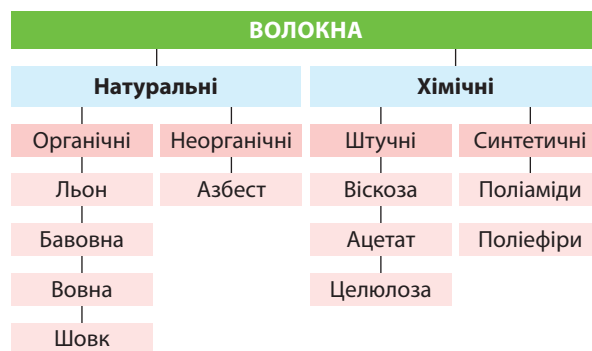 ВОЛОКНА
Натуральні Хімічні
Органічні Неорганічні Штучні Синтетичні
Льон Азбест Віскоза Поліаміди
Бавовна Ацетат Поліефіри
Вовна Целюлоза
Шовк